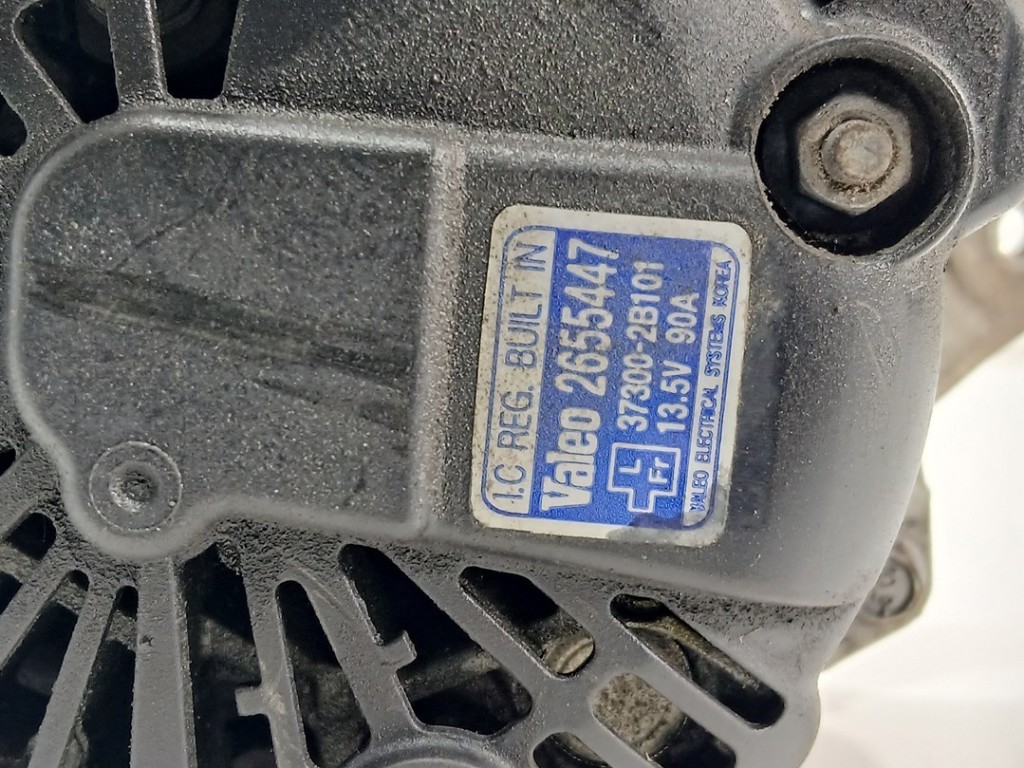 I.C REG. BUILT IN
Valeo 2655447
37300-2B101
L
Fr
13.5V 90A
VALEO ELECTRICAL SYSTEMS KOREA